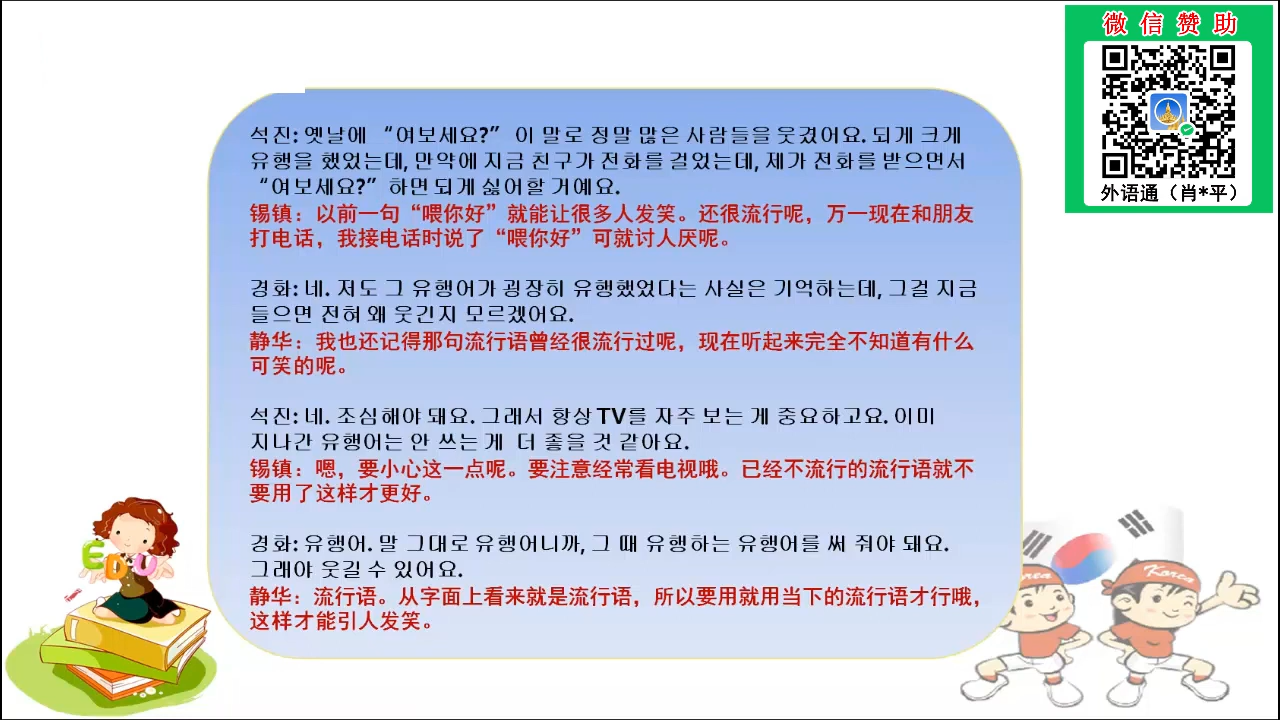 微信赞助
外语通（肖*平）
석진: 옛날에 “여보세요?” 이 말로 정말 많은 사람들을 웃겼어요. 되게 크게
유행을 했었는데, 만약에 지금 친구가 전화를 걸었는데, 제가 전화를 받으면서
“여보세요?” 하면 되게 싫어할 거예요.
锡镇：以前一句“喂你好”就能让很多人发笑。还很流行呢，万一现在和朋友
打电话，我接电话时说了“喂你好”可就讨人厌呢。
경화: 네. 저도 그 유행어가 굉장히 유행했었다는 사실은 기억하는데, 그걸 지금
들으면 전혀 왜 웃긴지 모르겠어요.
静华：我也还记得那句流行语曾经很流行过呢，现在听起来完全不知道有什么
可笑的呢。
석진: 네. 조심해야 돼요. 그래서 항상 TV를 자주 보는 게 중요하고요. 이미
지나간 유행어는 안 쓰는 게 더 좋을 것 같아요.
锡镇：嗯，要小心这一点呢。要注意经常看电视哦。已经不流行的流行语就不
要用了这样才更好。
경화: 유행어. 말 그대로 유행어니까, 그 때 유행하는 유행어를 써 줘야 돼요.
그래야 웃길 수 있어요.
静华：流行语。从字面上看来就是流行语，所以要用就用当下的流行语才行哦，
这样才能引人发笑。
EDU
Korea
Korea